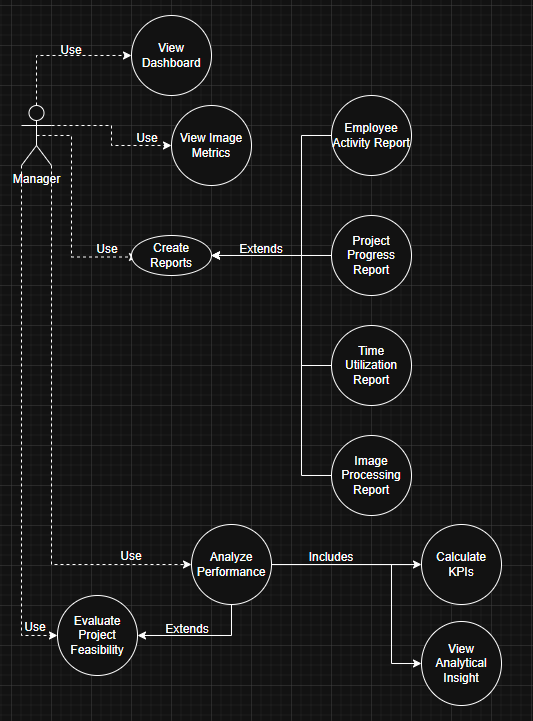 View
Dashboard
Use
Manager
Use
View Image
Metrics
Employee
Activity Report
Use
Create
Reports
Extends
Project
Progress
Report
Time
Utilization
Report
Image
Processing
Report
Use
Analyze
Performance
Includes
Calculate
KPIs
Use
Evaluate
Project
Feasibility
Extends
View
Analytical
Insight